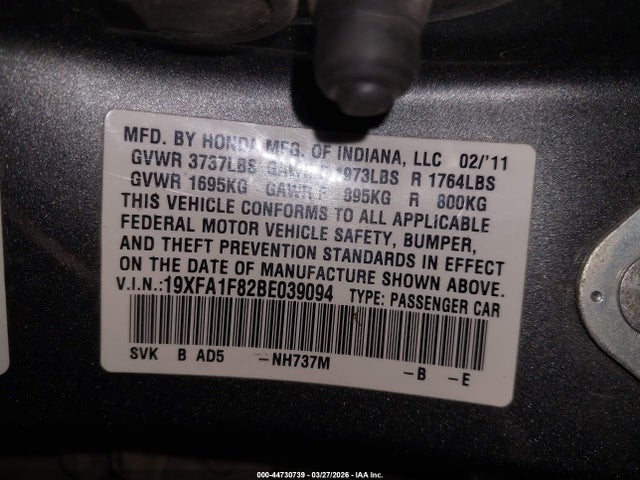 MFD. BY HONDA MFG. OF INDIANA, LLC 02/'11
GVWR 3737LBS GAWR F 1973LBS R 1764LBS
GVWR 1695KG GAWR F 895KG R 800KG
THIS VEHICLE CONFORMS TO ALL APPLICABLE
FEDERAL MOTOR VEHICLE SAFETY, BUMPER,
AND THEFT PREVENTION STANDARDS IN EFFECT
ON THE DATE OF MANUFACTURE SHOWN ABOVE.
V.I.N.:19XFA1F82BE039094 TYPE: PASSENGER CAR
SVK B AD5 -NH737M -B -E
000-44730739 - 03/27/2026 - IAA Inc.